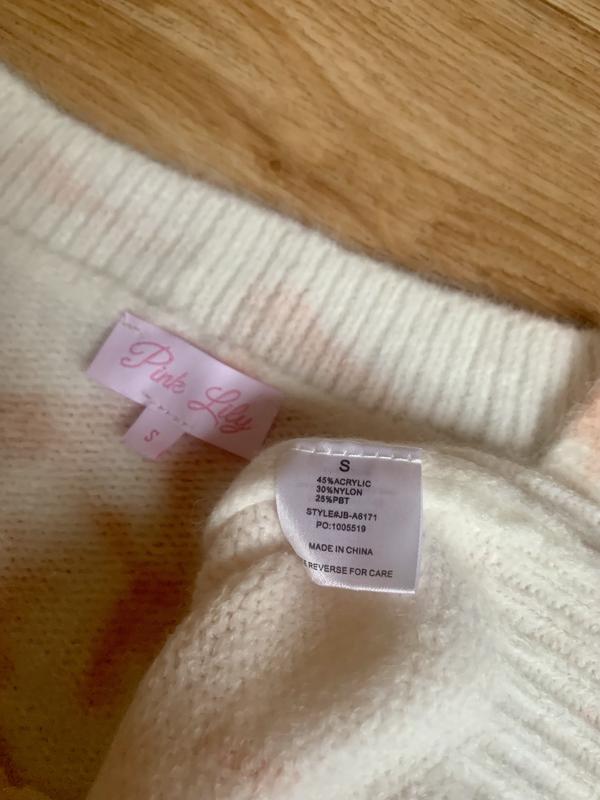 Pink Lily
S
S
45%ACRYLIC
30%NYLON
25%PBT
STYLE#JB-A6171
PO:1005519
MADE IN CHINA
REVERSE FOR CARE